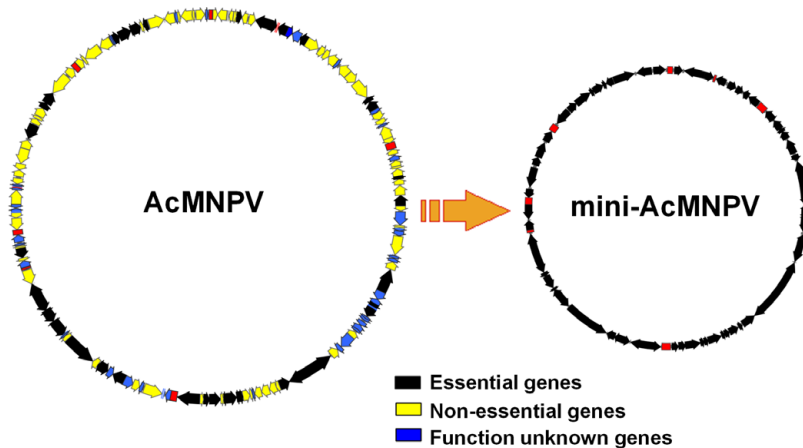 AcMNPV
mini-AcMNPV
Essential genes
Non-essential genes
Function unknown genes